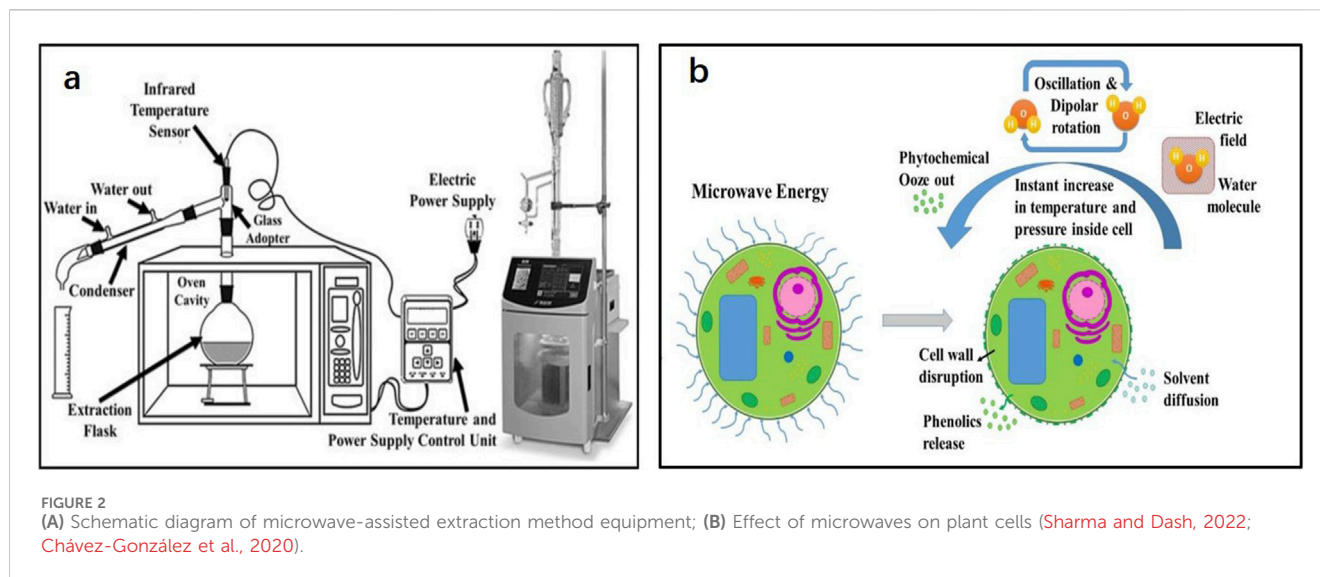 a
Infrared
Temperature
Sensor
Water out
Water in
Glass
Adopter
Condenser
Oven
Cavity
Electric
Power Supply
Extraction
Flask
Temperature and
Power Supply Control Unit
b
Oscillation &
Dipolar
rotation
H
H
O
H
H
O
Electric
field
H
H
O
Water
molecule
Phytochemical
Ooze out
Instant increase
in temperature and
pressure inside cell
Microwave Energy
Cell wall
disruption
Solvent
diffusion
Phenolics
release
FIGURE 2
(A) Schematic diagram of microwave-assisted extraction method equipment; (B) Effect of microwaves on plant cells (Sharma and Dash, 2022;
Chávez-González et al., 2020).